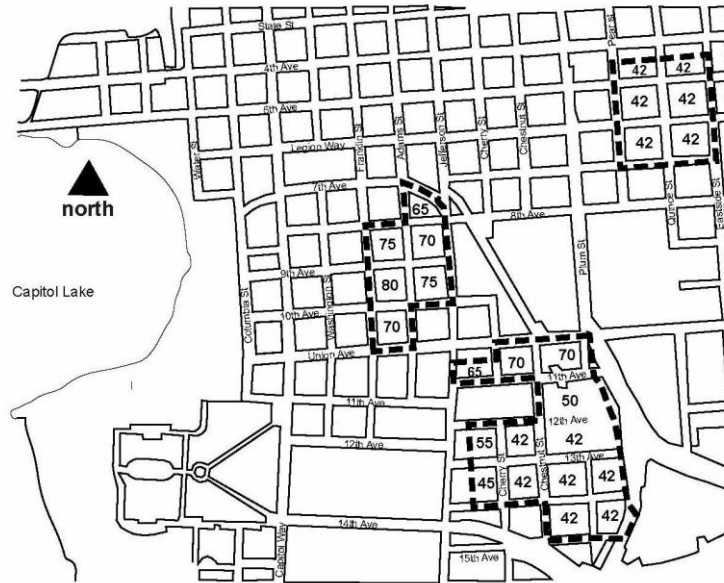 State St
Pear St
4th Ave
42 42
5th Ave
42 42
Legion Way
Water St
Franklin St
Adams St
Jefferson St
Cherry St
Chestnut St
42 42
north
7th Ave
65
8th Ave
Quince St
Eastside St
75 70
Plum St
9th Ave
80 75
Capitol Lake
Columbia St
Washington St
10th Ave
70
Union Ave
65 70 70
11th Ave
11th Ave
50
12th Ave
12th Ave
55 42 42
Cherry St
Chestnut St
13th Ave
45 42 42 42
14th Ave
42 42
Capitol Way
15th Ave